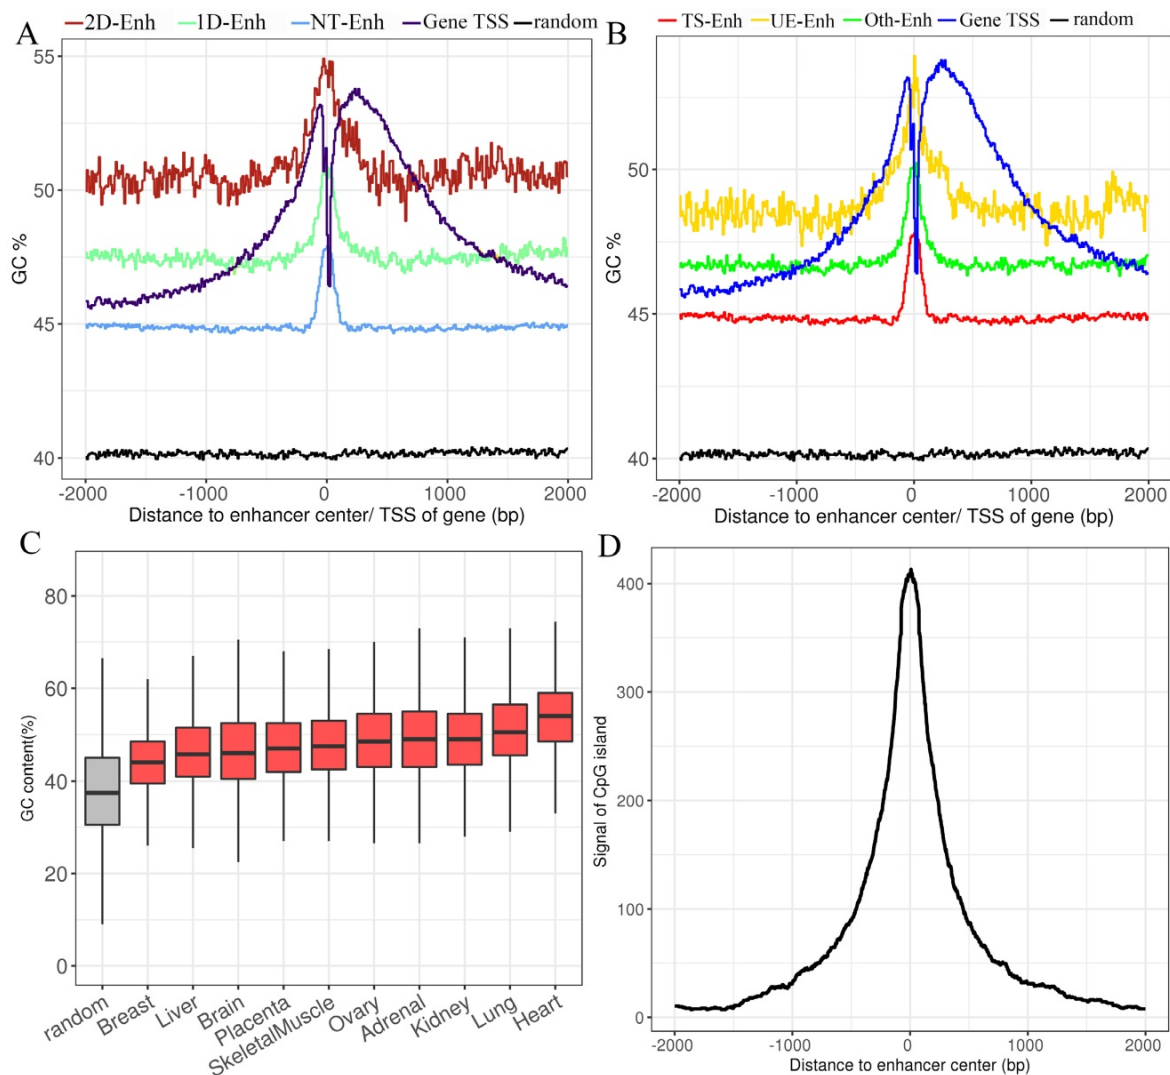 A
2D-Enh 1D-Enh NT-Enh Gene TSS random
55
50
45
40
GC %
-2000 -1000 0 1000 2000
Distance to enhancer center/ TSS of gene (bp)
B
TS-Enh UE-Enh Oth-Enh Gene TSS random
50
45
40
GC %
-2000 -1000 0 1000 2000
Distance to enhancer center/ TSS of gene (bp)
C
80
60
40
20
0
GC content(%)
random Breast Liver Brain Placenta SkeletalMuscle Ovary Adrenal Kidney Lung Heart
D
400
300
200
100
0
Signal of CpG island
-2000 -1000 0 1000 2000
Distance to enhancer center (bp)